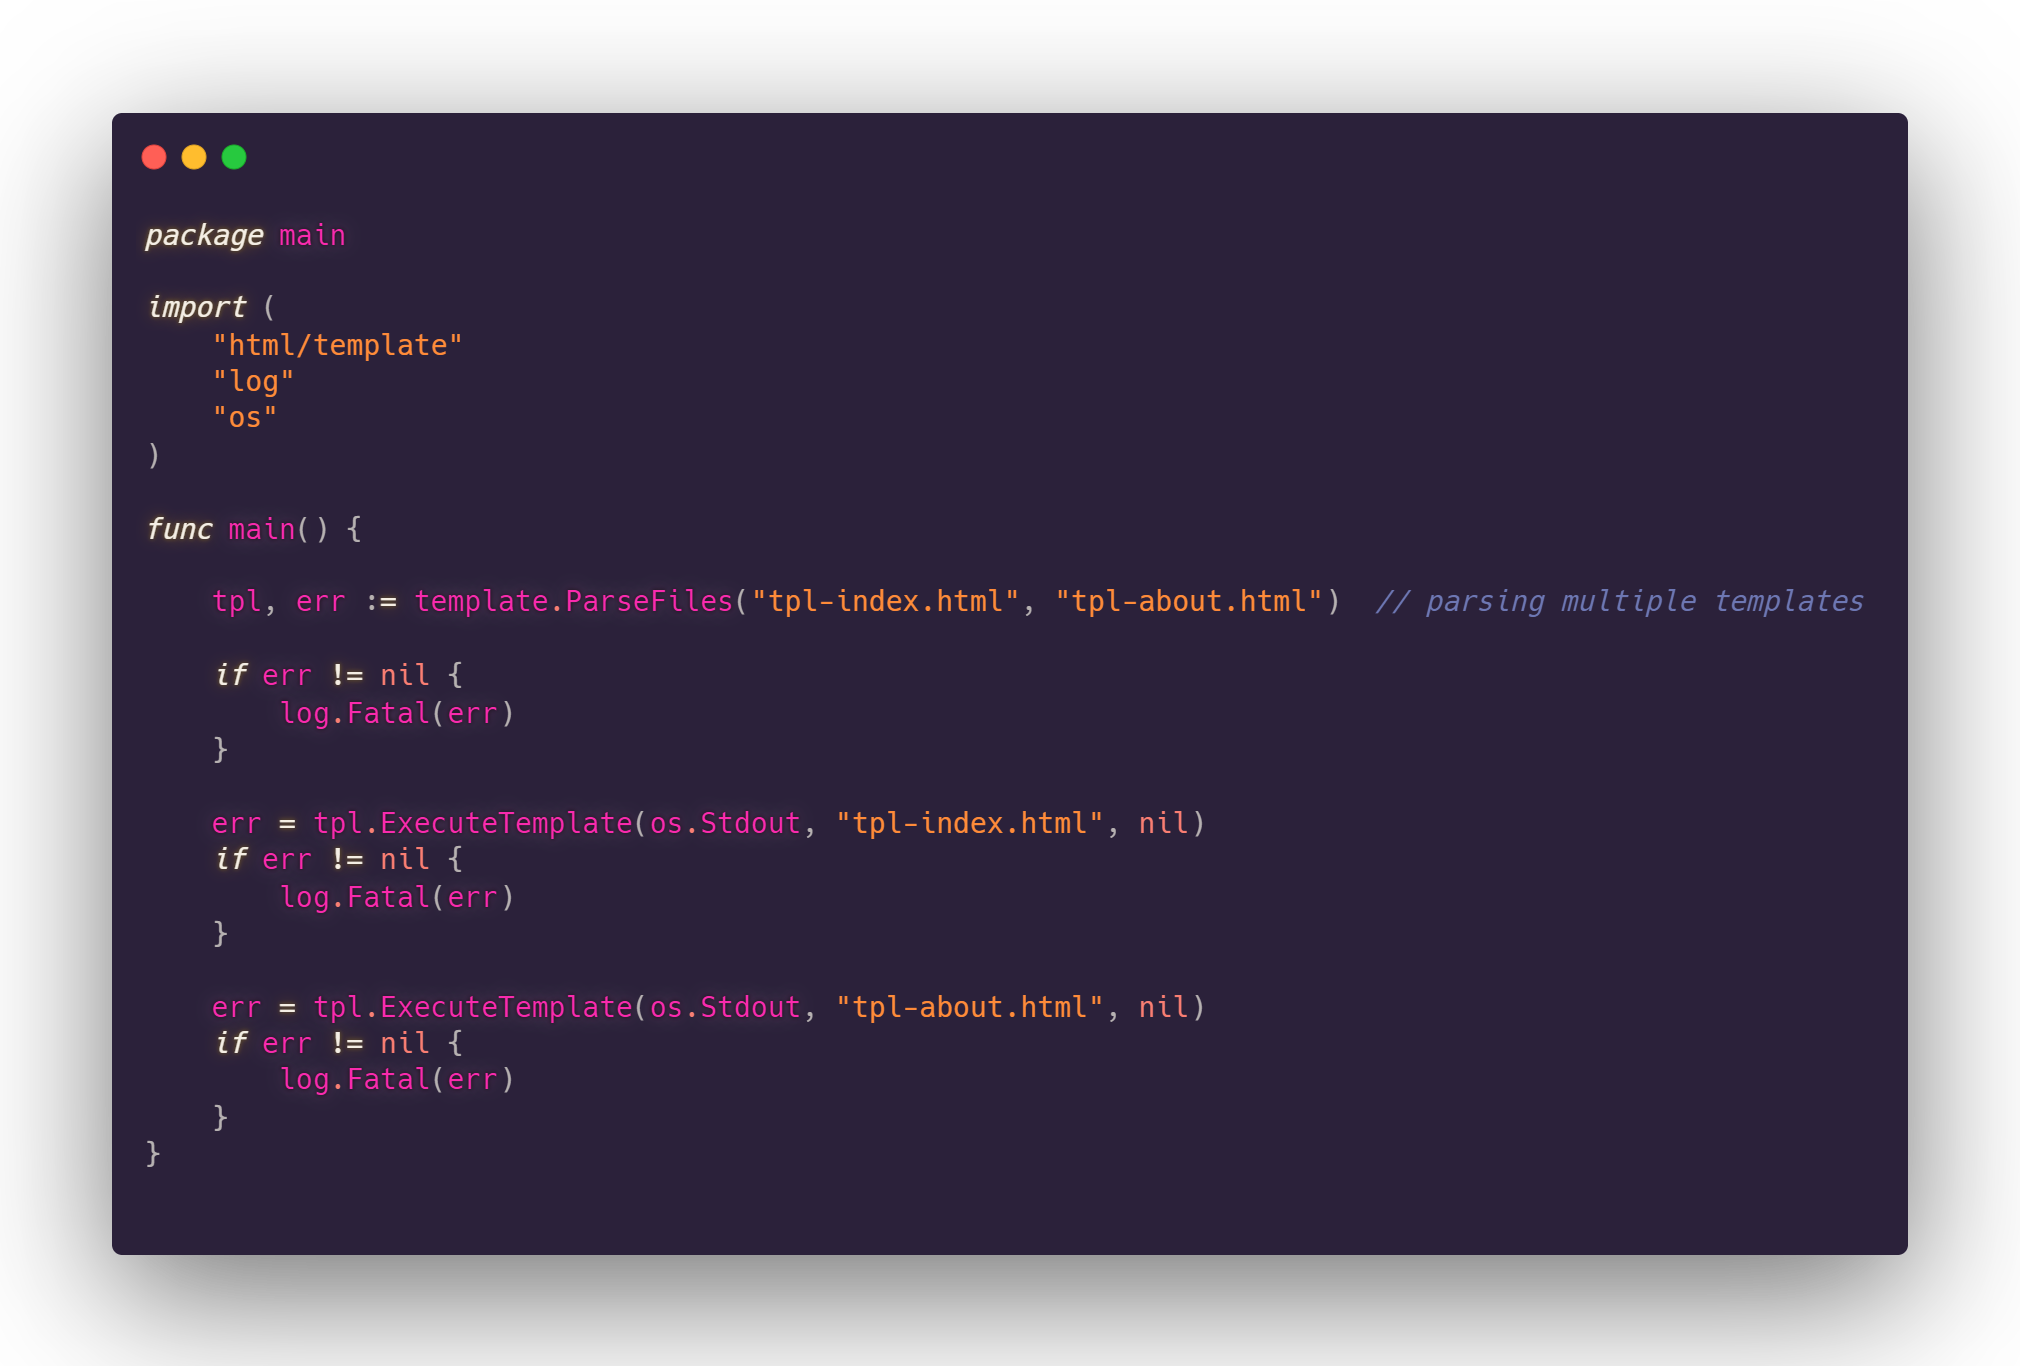 package main
import (
    "html/template"
    "log"
    "os"
)
func main() {
    tpl, err := template.ParseFiles("tpl-index.html", "tpl-about.html")  // parsing multiple templates
    if err != nil {
        log.Fatal(err)
    }
    err = tpl.ExecuteTemplate(os.Stdout, "tpl-index.html", nil)
    if err != nil {
        log.Fatal(err)
    }
    err = tpl.ExecuteTemplate(os.Stdout, "tpl-about.html", nil)
    if err != nil {
        log.Fatal(err)
    }
}